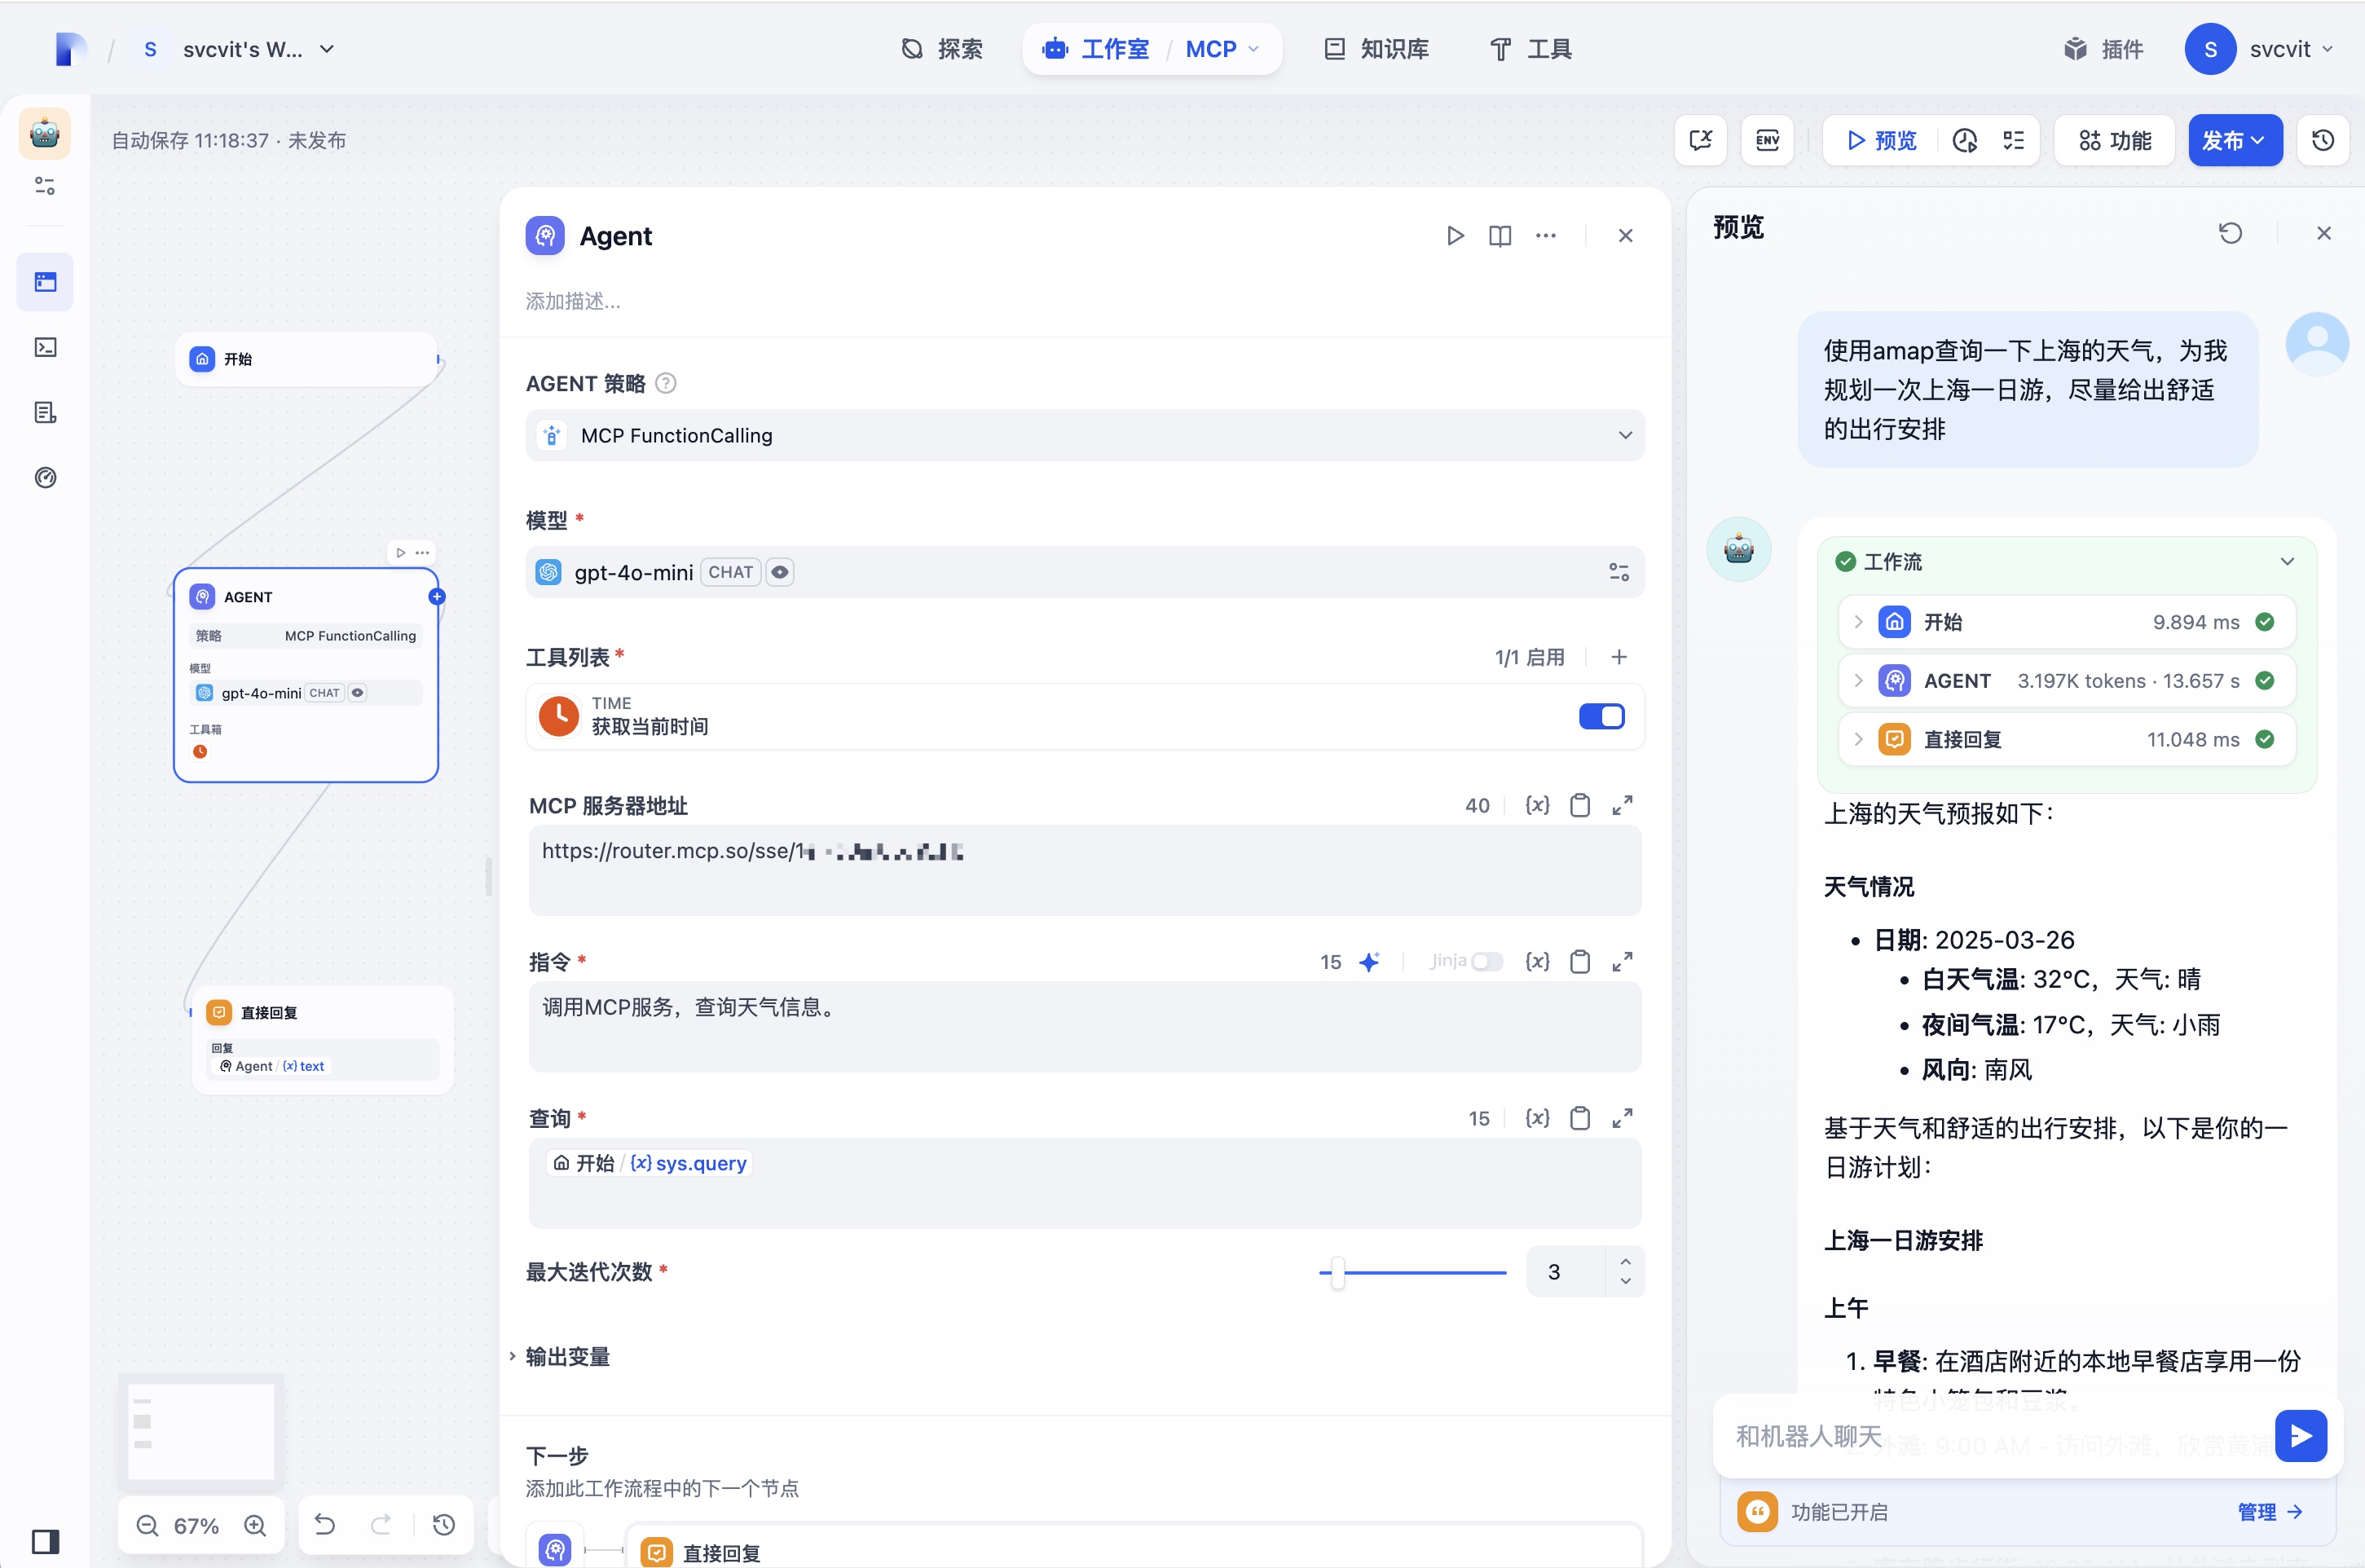 S svcvit's W...
探索
工作室 / MCP
知识库
工具
插件
S svcvit
自动保存 11:18:37 · 未发布
ENV
预览
功能
发布
开始
AGENT
策略 MCP FunctionCalling
模型
gpt-4o-mini CHAT
工具箱
直接回复
回复
Agent / {x} text
67%
Agent
添加描述...
AGENT 策略
MCP FunctionCalling
模型 *
gpt-4o-mini CHAT
工具列表 *
1/1 启用
TIME
获取当前时间
MCP 服务器地址
40 {x}
https://router.mcp.so/sse/1
指令 *
15 Jinja {x}
调用MCP服务，查询天气信息。
查询 *
15 {x}
开始 / {x} sys.query
最大迭代次数 *
3
输出变量
下一步
添加此工作流程中的下一个节点
直接回复
预览
使用amap查询一下上海的天气，为我
规划一次上海一日游，尽量给出舒适
的出行安排
工作流
开始 9.894 ms
AGENT 3.197K tokens · 13.657 s
直接回复 11.048 ms
上海的天气预报如下：
天气情况
• 日期: 2025-03-26
• 白天气温: 32°C，天气: 晴
• 夜间气温: 17°C，天气: 小雨
• 风向: 南风
基于天气和舒适的出行安排，以下是你的一
日游计划：
上海一日游安排
上午
1. 早餐: 在酒店附近的本地早餐店享用一份
特色小笼包和豆浆。
外滩: 9:00 AM - 访问外滩，欣赏黄浦
和机器人聊天
功能已开启
管理 →